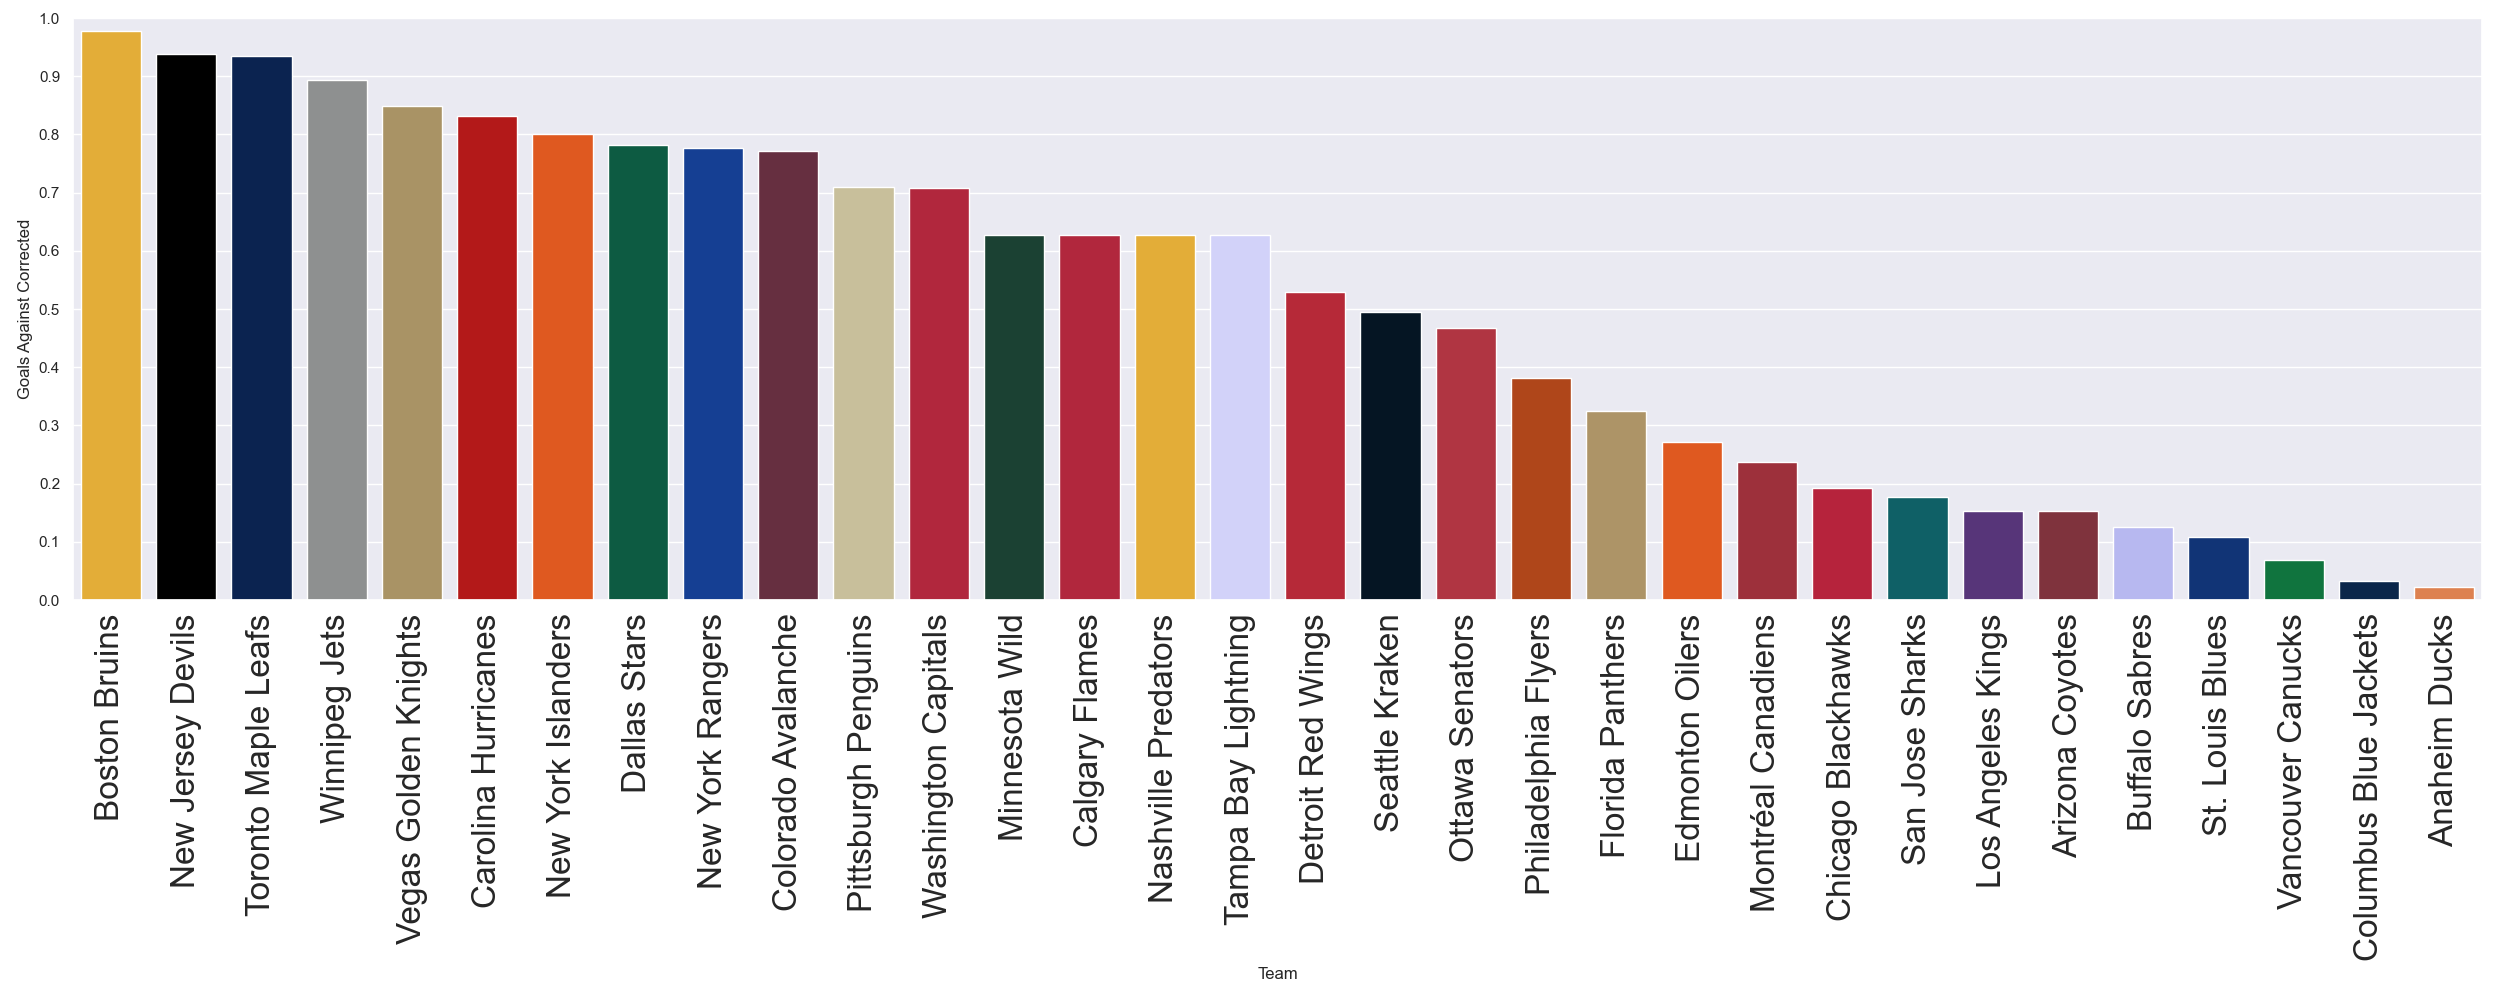 1.0
0.9
0.8
0.7
0.6
0.5
0.4
0.3
0.2
0.1
0.0
Goals Against Corrected
Boston Bruins
New Jersey Devils
Toronto Maple Leafs
Winnipeg Jets
Vegas Golden Knights
Carolina Hurricanes
New York Islanders
Dallas Stars
New York Rangers
Colorado Avalanche
Pittsburgh Penguins
Washington Capitals
Minnesota Wild
Calgary Flames
Nashville Predators
Tampa Bay Lightning
Detroit Red Wings
Seattle Kraken
Ottawa Senators
Philadelphia Flyers
Florida Panthers
Edmonton Oilers
Montréal Canadiens
Chicago Blackhawks
San Jose Sharks
Los Angeles Kings
Arizona Coyotes
Buffalo Sabres
St. Louis Blues
Vancouver Canucks
Columbus Blue Jackets
Anaheim Ducks
Team